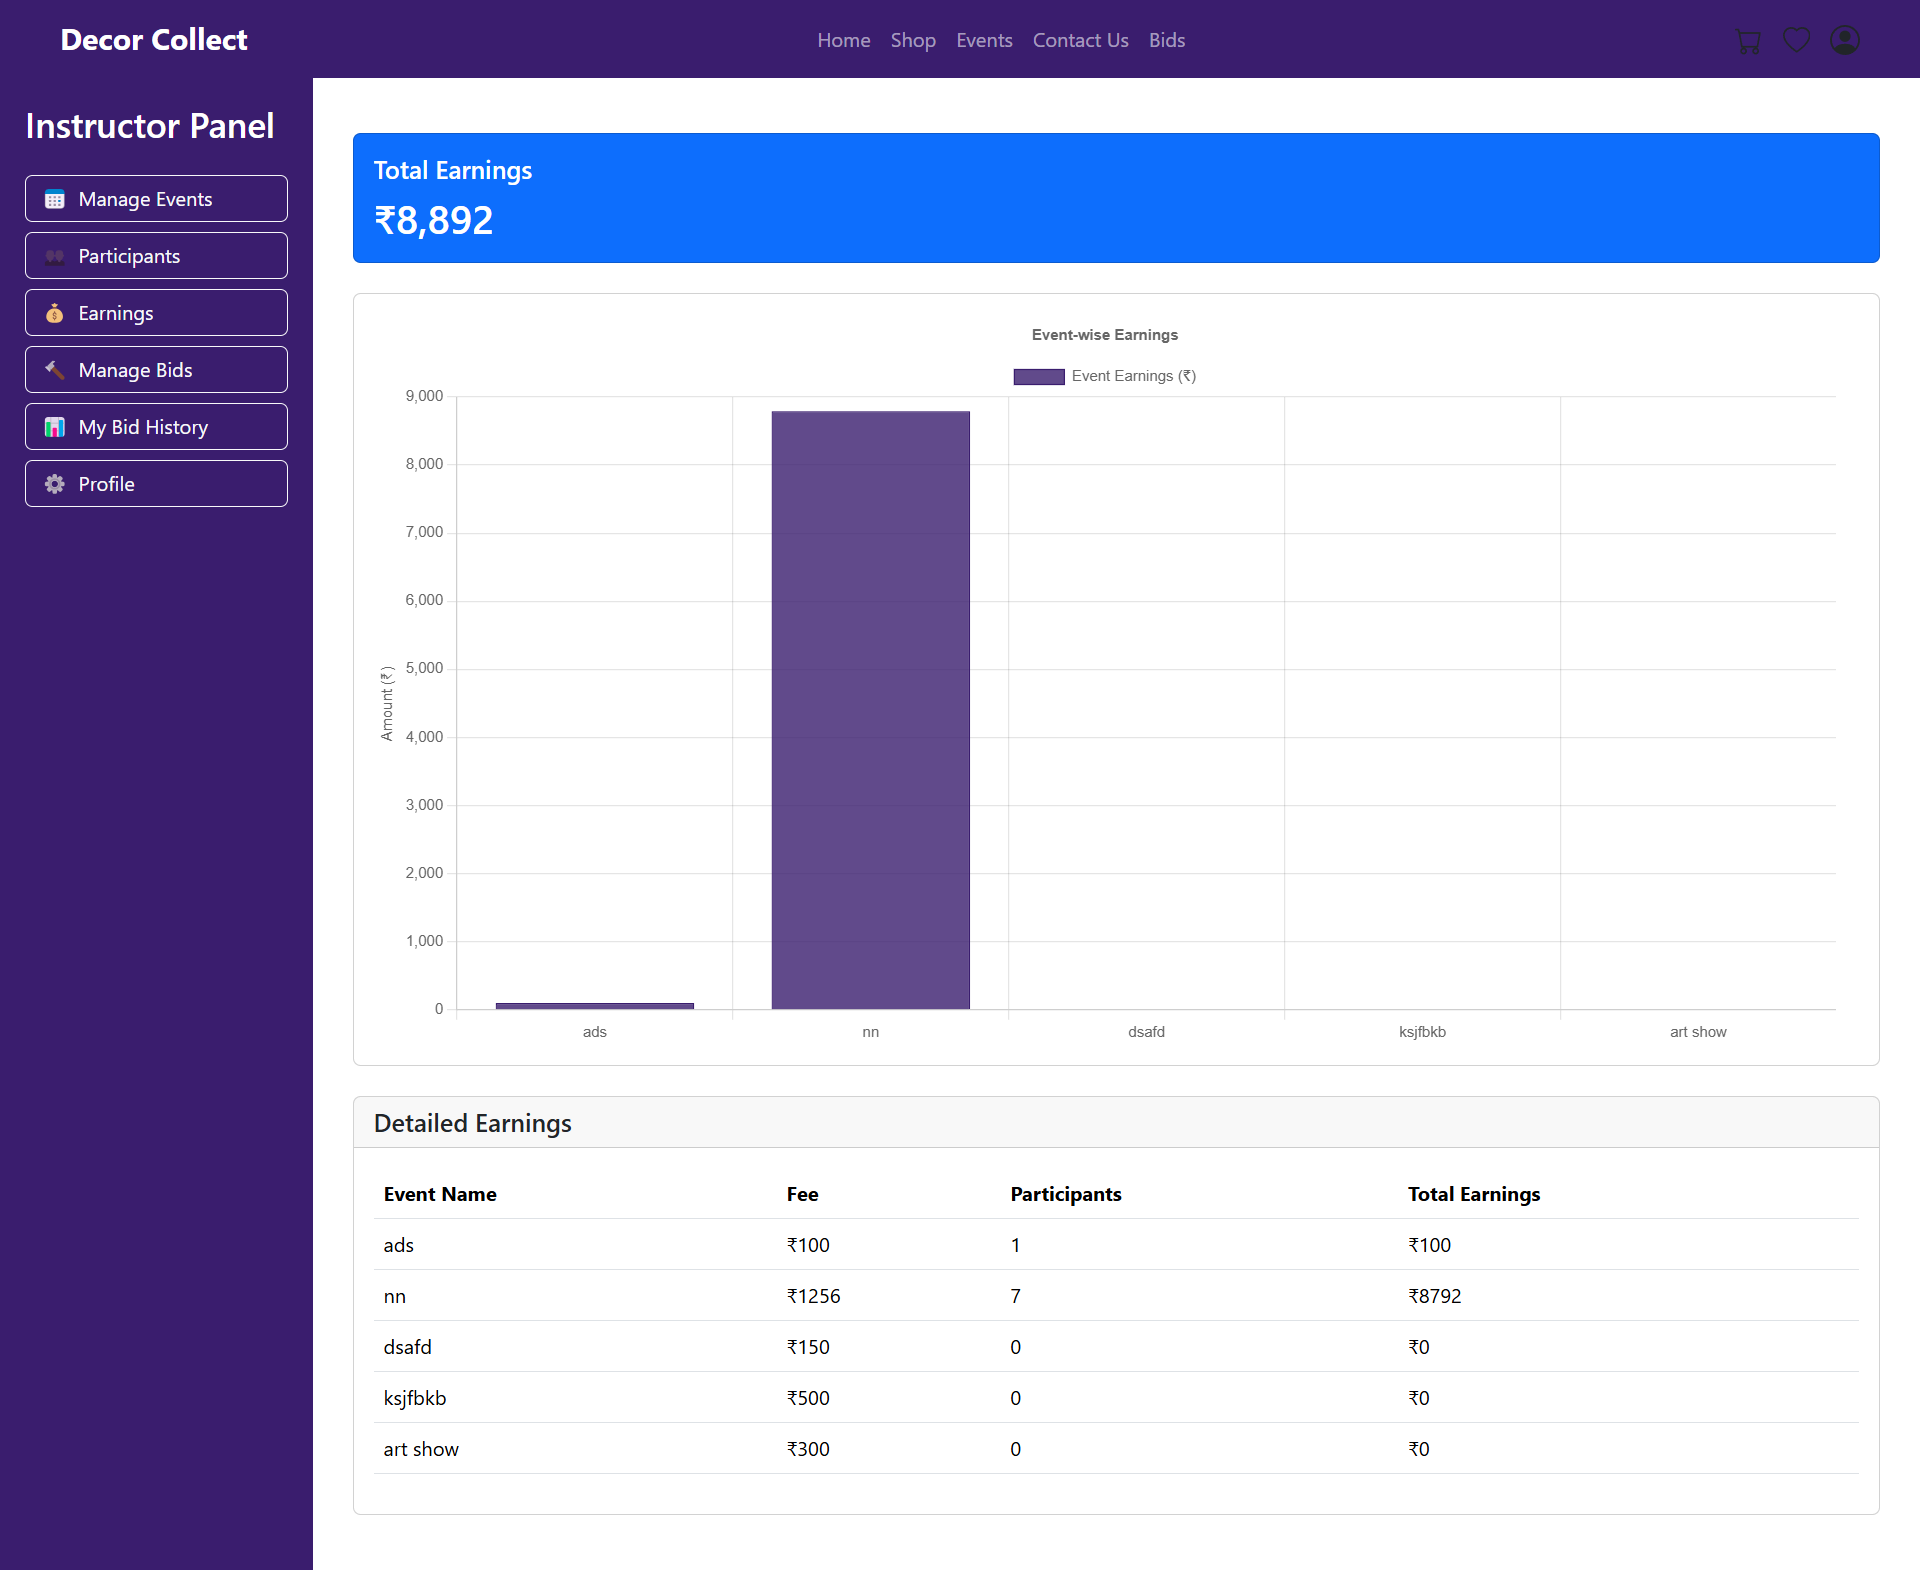 Decor Collect
Home Shop Events Contact Us Bids
Instructor Panel
Manage Events
Participants
Earnings
Manage Bids
My Bid History
Profile
Total Earnings
₹8,892
Event-wise Earnings
Event Earnings (₹)
Amount (₹)
9,000
8,000
7,000
6,000
5,000
4,000
3,000
2,000
1,000
0
ads nn dsafd ksjfbkb art show
Detailed Earnings
Event Name Fee Participants Total Earnings
ads ₹100 1 ₹100
nn ₹1256 7 ₹8792
dsafd ₹150 0 ₹0
ksjfbkb ₹500 0 ₹0
art show ₹300 0 ₹0